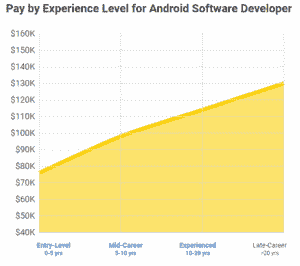 Pay by Experience Level for Android Software Developer
$160K
$150K
$140K
$130K
$120K
$110K
$100K
$90K
$80K
$70K
$60K
$50K
$40K
Entry-Level
0-5 yrs
Mid-Career
5-10 yrs
Experienced
10-20 yrs
Late-Career
>20 yrs